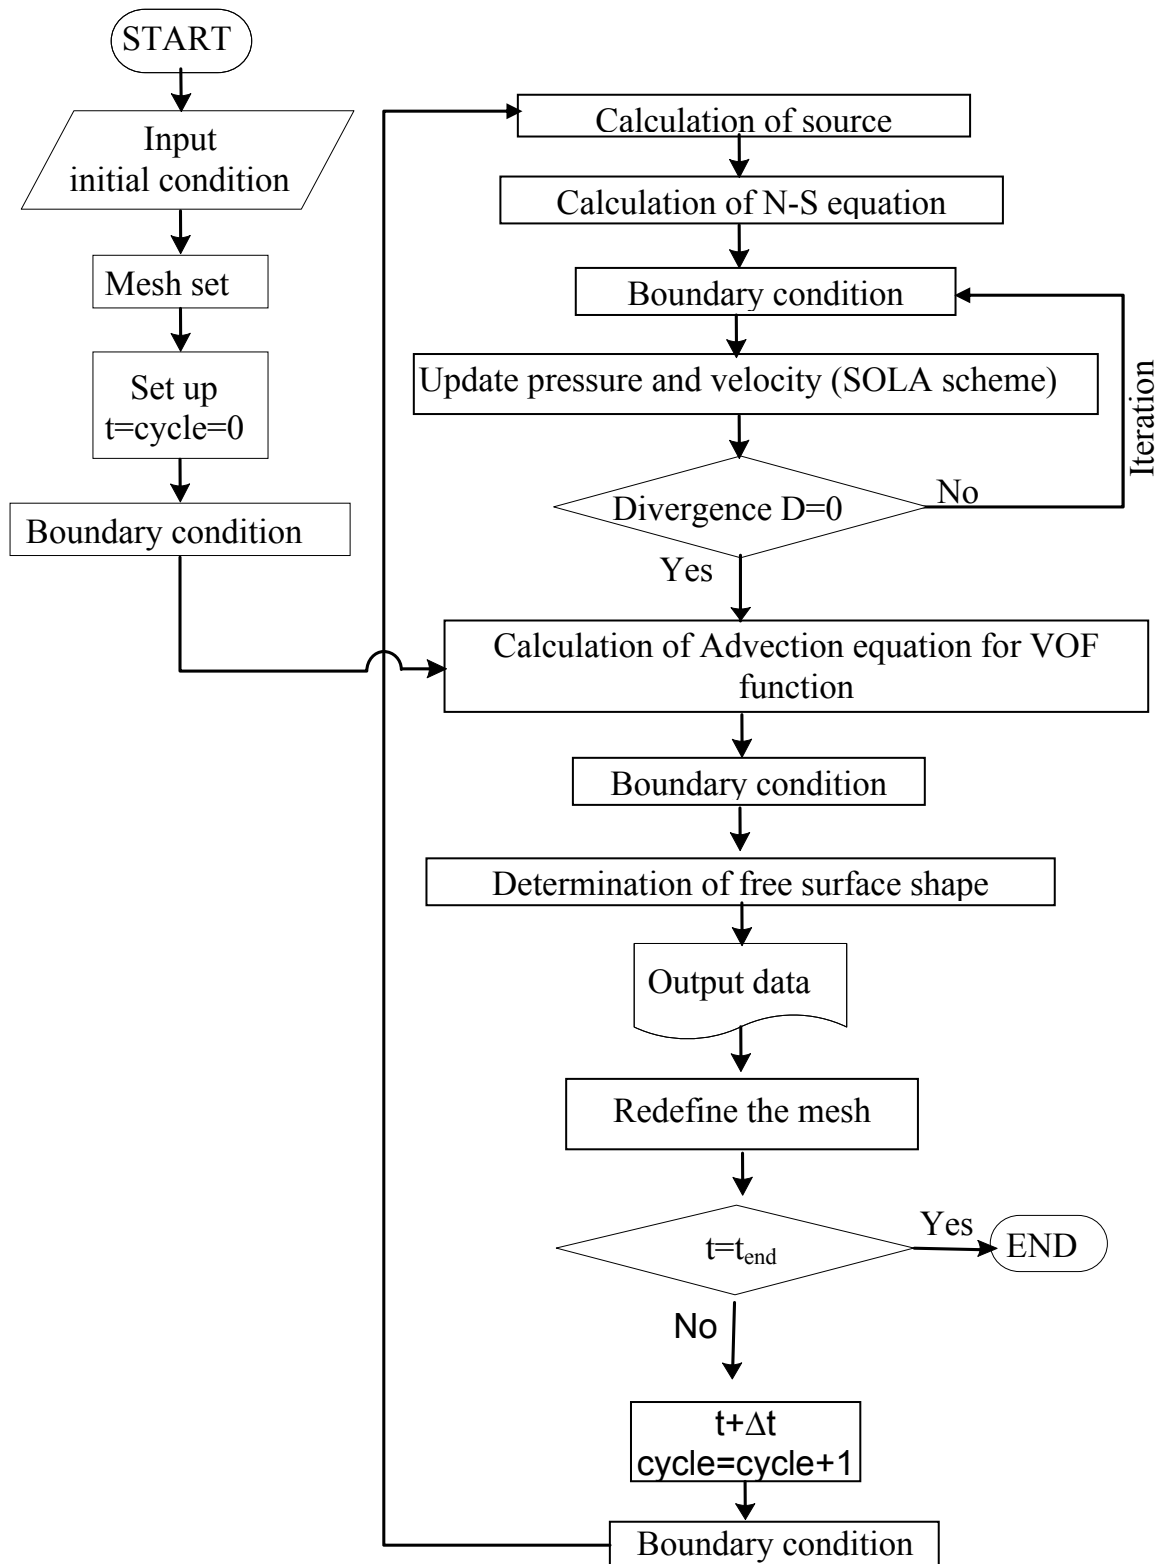 START
Input
initial condition
Mesh set
Set up
t=cycle=0
Boundary condition
Calculation of source
Calculation of N-S equation
Boundary condition
Update pressure and velocity (SOLA scheme)
Iteration
Divergence D=0
No
Yes
Calculation of Advection equation for VOF
function
Boundary condition
Determination of free surface shape
Output data
Redefine the mesh
t=tend
Yes
END
No
t+Δt
cycle=cycle+1
Boundary condition